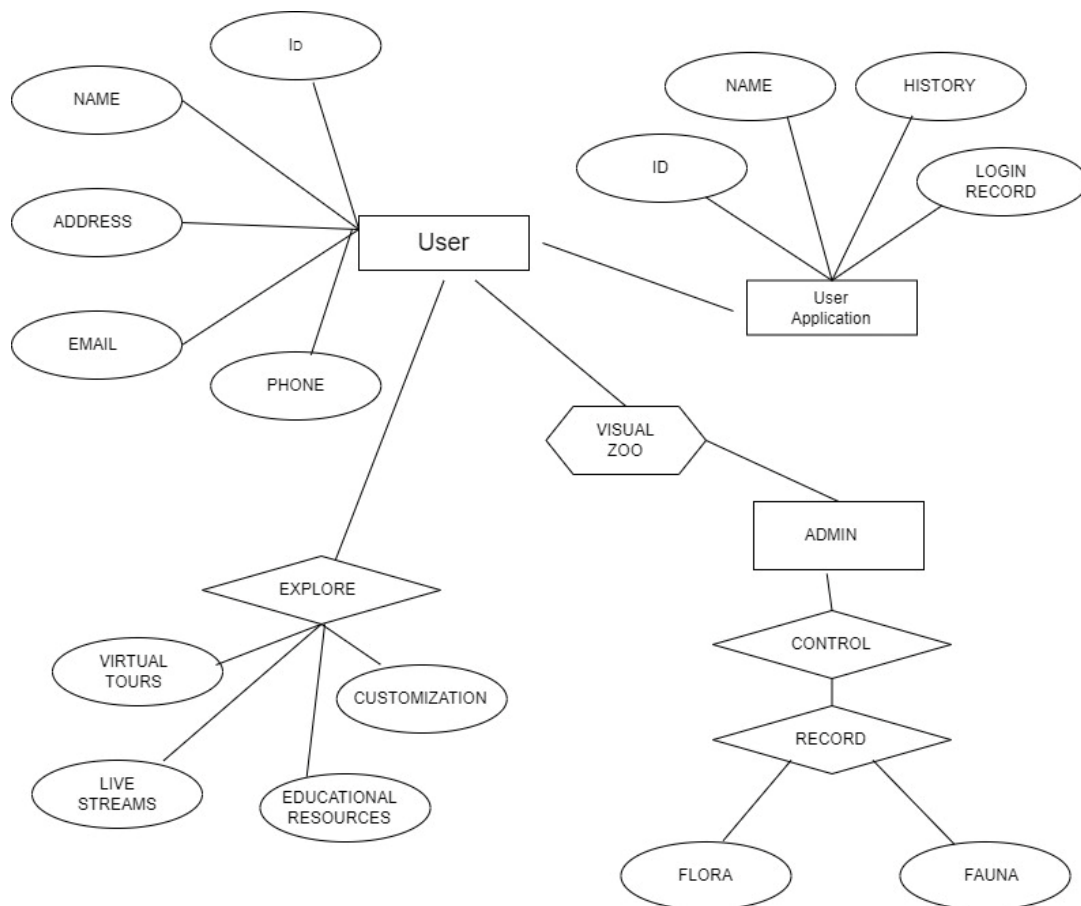 ID
NAME
NAME
HISTORY
ID
LOGIN
RECORD
ADDRESS
User
User
Application
EMAIL
PHONE
VISUAL
ZOO
ADMIN
EXPLORE
CONTROL
VIRTUAL
TOURS
CUSTOMIZATION
RECORD
LIVE
STREAMS
EDUCATIONAL
RESOURCES
FLORA
FAUNA